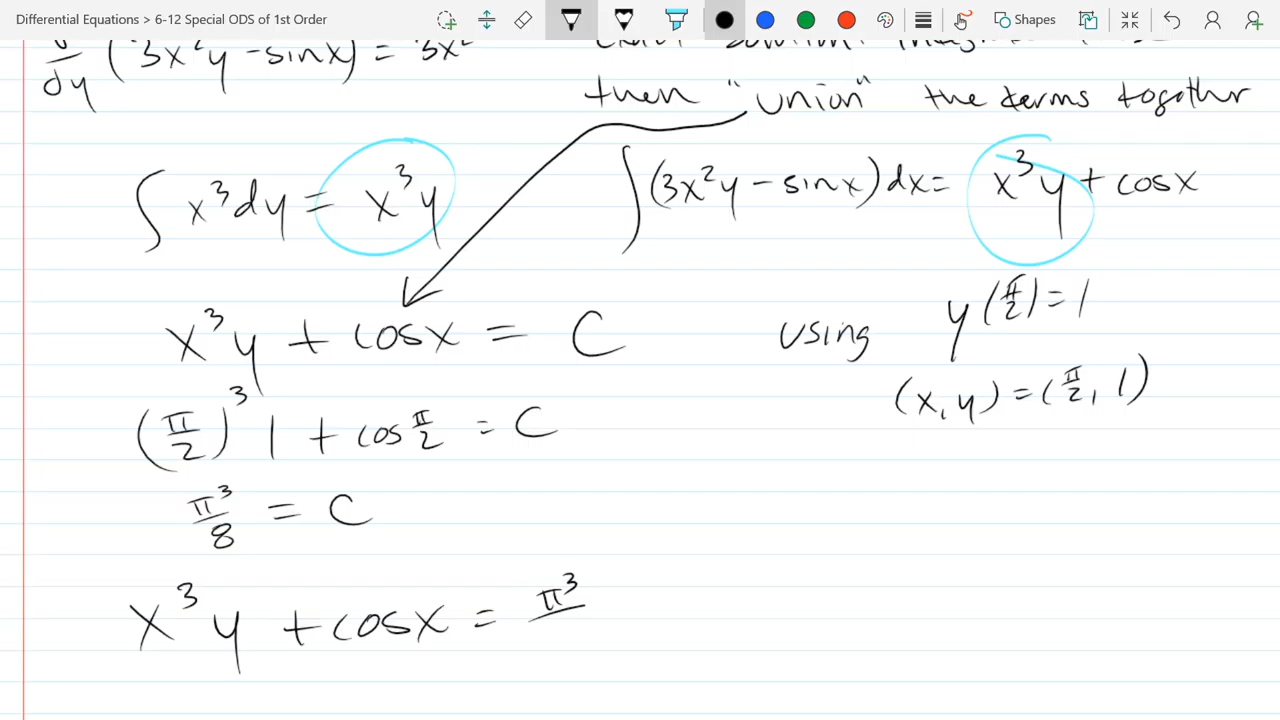 Differential Equations > 6-12 Special ODS of 1st Order
Shapes
d/dy (3x²y - sinx) = 3x²
then "union" the terms together
∫ x³dy = x³y
∫ (3x²y - sinx)dx = x³y + cosx
x³y + cosx = C
using y(π/2) = 1
(x, y) = (π/2, 1)
(π/2)³ 1 + cos π/2 = C
π³/8 = C
x³y + cosx = π³/